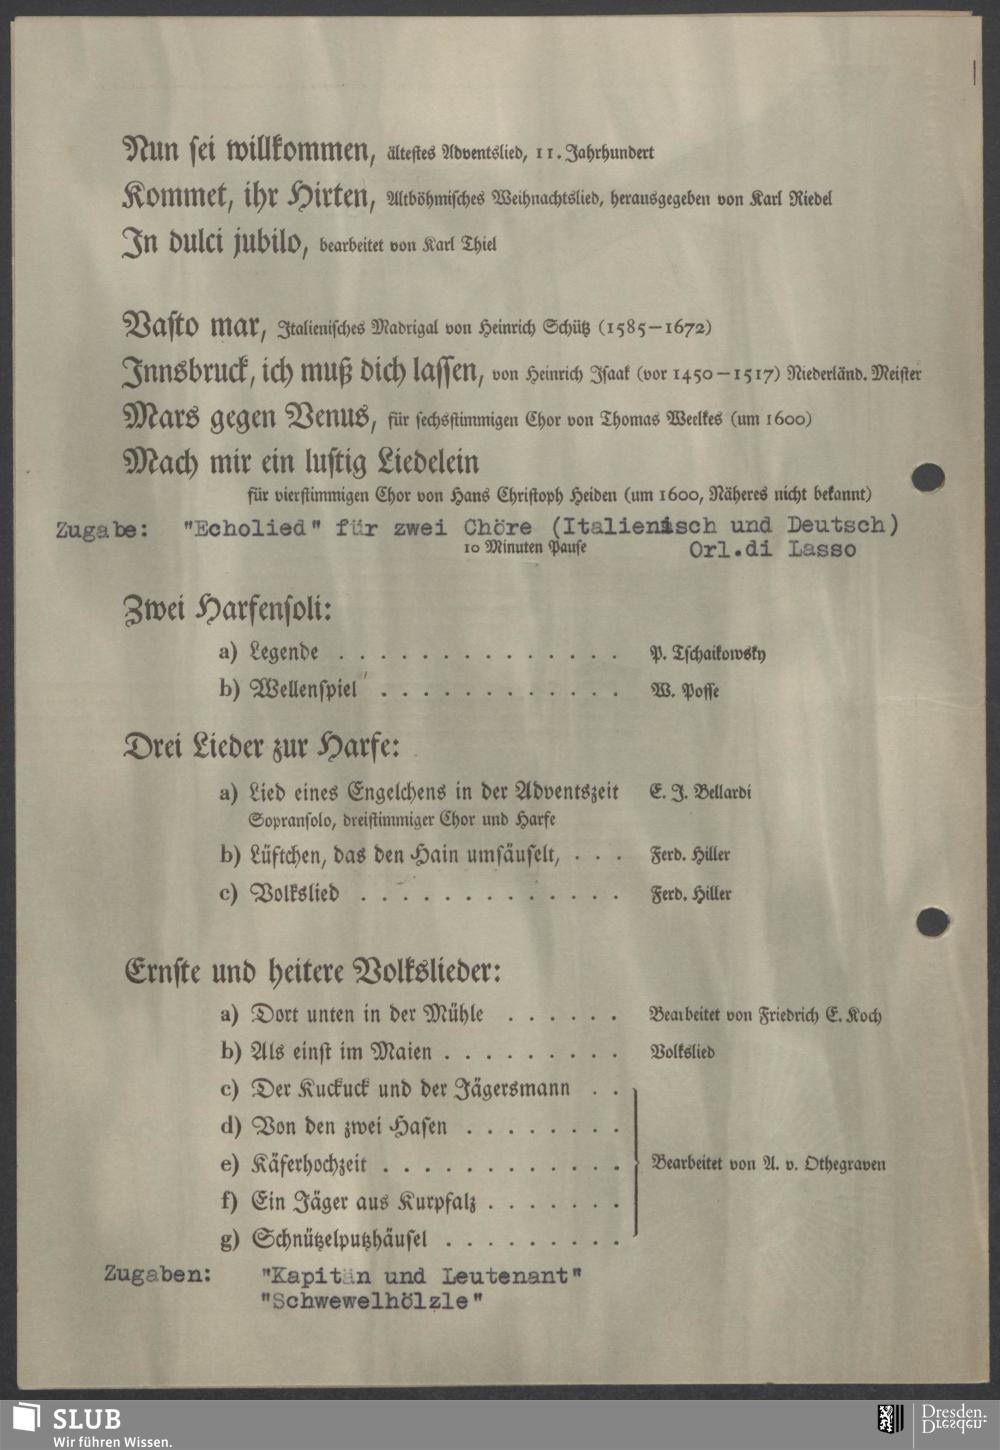 Nun sei willkommen, ältestes Adventslied, 11. Jahrhundert
Kommet, ihr Hirten, Altböhmisches Weihnachtslied, herausgegeben von Karl Riedel
In dulci jubilo, bearbeitet von Karl Thiel
Vasto mar, Italienisches Madrigal von Heinrich Schütz (1585–1672)
Innsbruck, ich muß dich lassen, von Heinrich Isaak (vor 1450–1517) Niederländ. Meister
Mars gegen Venus, für sechsstimmigen Chor von Thomas Weelkes (um 1600)
Mach mir ein lustig Liedelein
für vierstimmigen Chor von Hans Christoph Heiden (um 1600, Näheres nicht bekannt)
Zugabe: "Echolied" für zwei Chöre (Italienisch und Deutsch)
10 Minuten Pause Orl.di Lasso
Zwei Harfensoli:
a) Legende . . . . . . . . . . . . . . . P. Tschaikowsky
b) Wellenspiel . . . . . . . . . . . . . W. Posse
Drei Lieder zur Harfe:
a) Lied eines Engelchens in der Adventszeit E. J. Bellardi
Sopransolo, dreistimmiger Chor und Harfe
b) Lüftchen, das den Hain umsäuselt, . . . Ferd. Hiller
c) Volkslied . . . . . . . . . . . . . . Ferd. Hiller
Ernste und heitere Volkslieder:
a) Dort unten in der Mühle . . . . . . Bearbeitet von Friedrich E. Koch
b) Als einst im Maien . . . . . . . . . Volkslied
c) Der Kuckuck und der Jägersmann . .
d) Von den zwei Hasen . . . . . . . .
e) Käferhochzeit . . . . . . . . . . . . Bearbeitet von A. v. Othegraven
f) Ein Jäger aus Kurpfalz . . . . . . .
g) Schnützelputzhäusel . . . . . . . . .
Zugaben: "Kapitän und Leutenant"
"Schwewelhölzle"
SLUB
Wir führen Wissen.
Dresden.
Dresden.